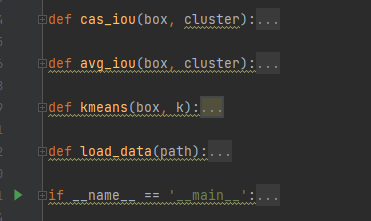 def cas_iou(box, cluster):...
def avg_iou(box, cluster):...
def kmeans(box, k):...
def load_data(path):...
if __name__ == '__main__':...